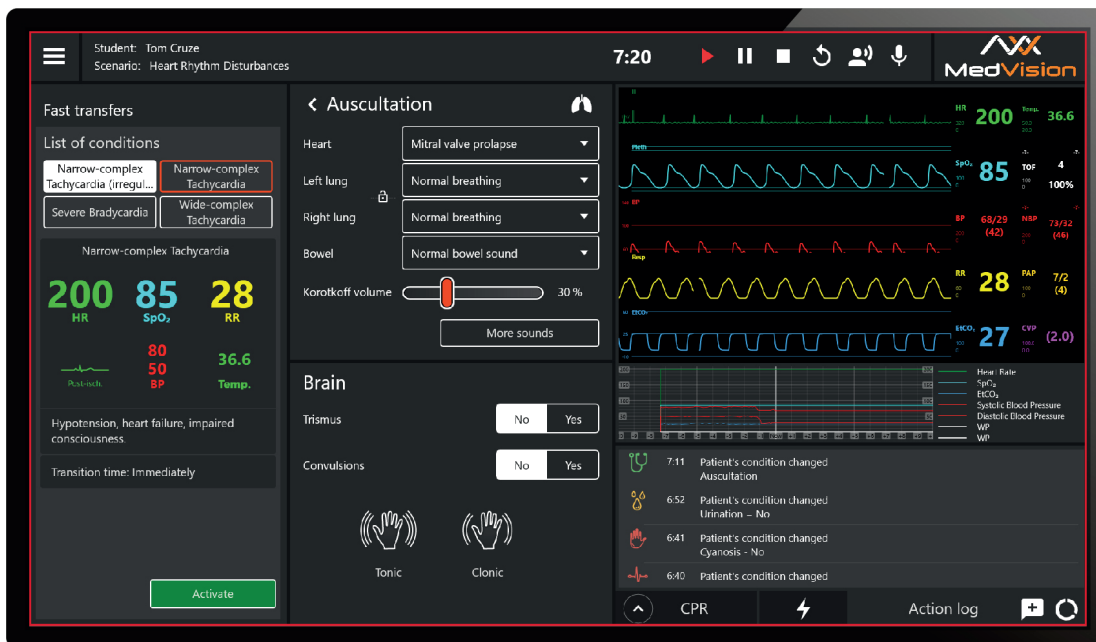 Student: Tom Cruze
Scenario: Heart Rhythm Disturbances
7:20
MedVision
Fast transfers
List of conditions
Narrow-complex
Tachycardia (irregul...
Narrow-complex
Tachycardia
Severe Bradycardia
Wide-complex
Tachycardia
Narrow-complex Tachycardia
200
HR
85
SpO₂
28
RR
Post-isch.
80
50
BP
36.6
Temp.
Hypotension, heart failure, impaired
consciousness.
Transition time: Immediately
Activate
Auscultation
Heart
Mitral valve prolapse
Left lung
Normal breathing
Right lung
Normal breathing
Bowel
Normal bowel sound
Korotkoff volume
30 %
More sounds
Brain
Trismus
No
Yes
Convulsions
No
Yes
Tonic
Clonic
II
HR
200
Temp.
36.6
Pleth
SpO₂
85
TOF
4
100%
BP
BP
68/29
(42)
NBP
73/32
(46)
Resp
RR
28
PAP
7/2
(4)
EtCO₂
EtCO₂
27
CVP
(2.0)
Heart Rate
SpO₂
EtCO₂
Systolic Blood Pressure
Diastolic Blood Pressure
WP
WP
7:11 Patient's condition changed
Auscultation
6:52 Patient's condition changed
Urination – No
6:41 Patient's condition changed
Cyanosis - No
6:40 Patient's condition changed
CPR
Action log